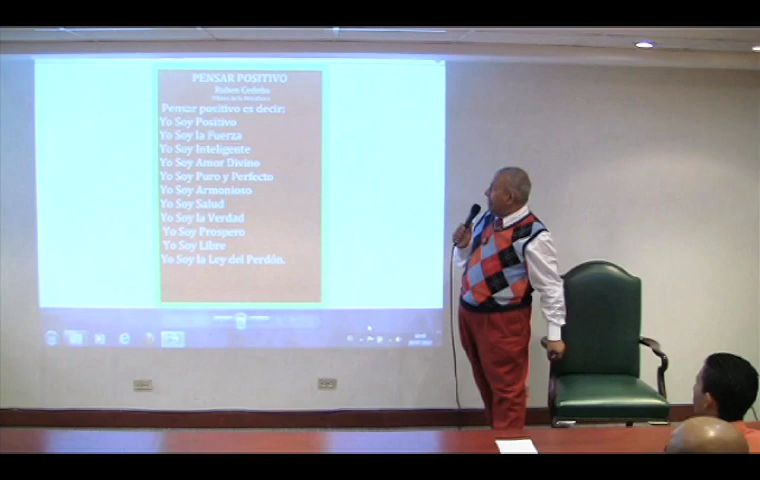 PENSAR POSITIVO
Ruben Cedeño
Pensar positivo es decir:
Yo Soy Positivo
Yo Soy la Fuerza
Yo Soy Inteligente
Yo Soy Amor Divino
Yo Soy Puro y Perfecto
Yo Soy Armonioso
Yo Soy Salud
Yo Soy la Verdad
Yo Soy Prospero
Yo Soy Libre
Yo Soy la Ley del Perdón.